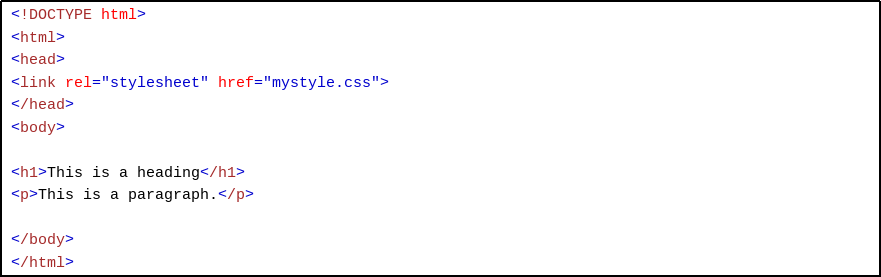 <!DOCTYPE html>
<html>
<head>
<link rel="stylesheet" href="mystyle.css">
</head>
<body>

<h1>This is a heading</h1>
<p>This is a paragraph.</p>

</body>
</html>